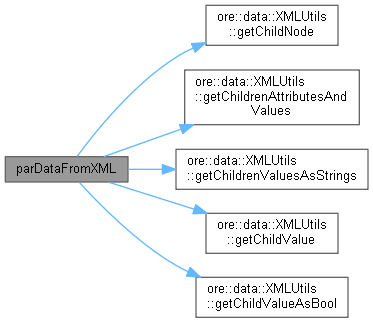 ore::data::XMLUtils
::getChildNode
ore::data::XMLUtils
::getChildrenAttributesAnd
Values
parDataFromXML
ore::data::XMLUtils
::getChildrenValuesAsStrings
ore::data::XMLUtils
::getChildValue
ore::data::XMLUtils
::getChildValueAsBool